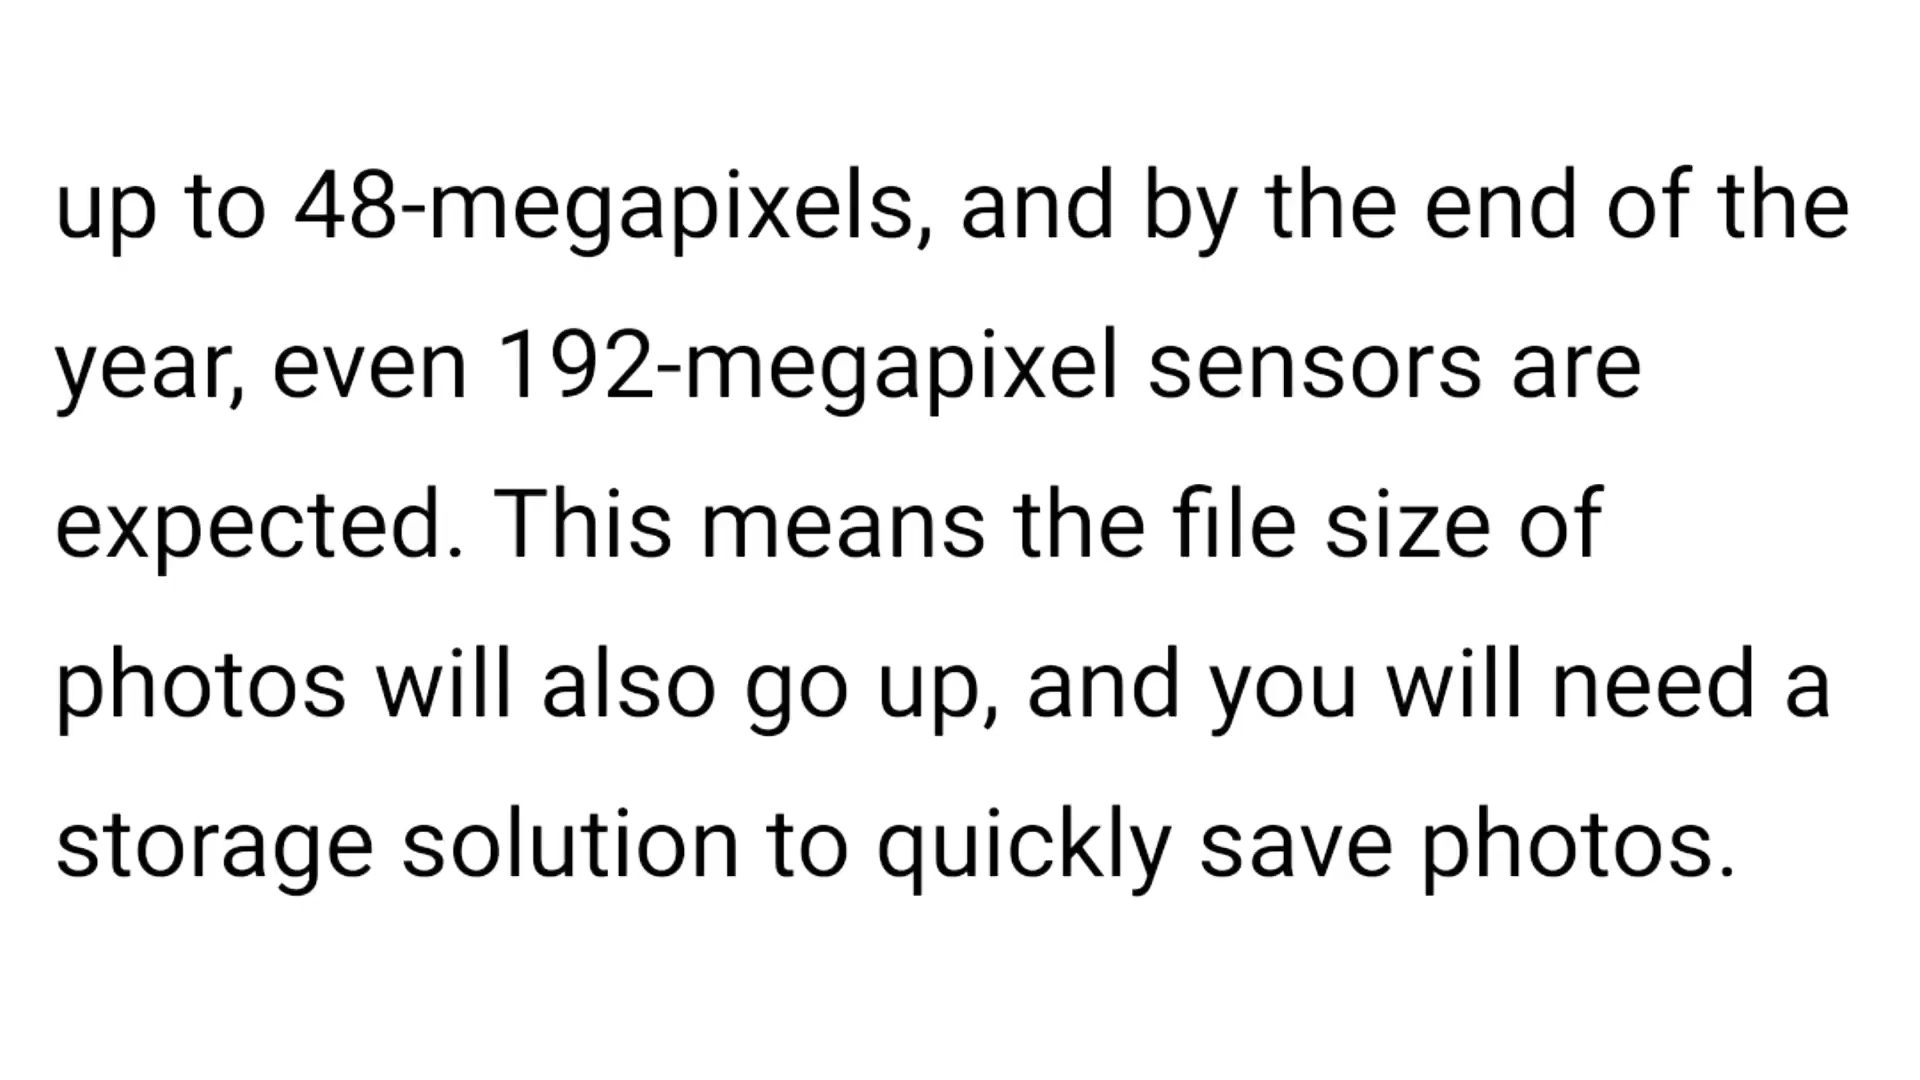 up to 48-megapixels, and by the end of the
year, even 192-megapixel sensors are
expected. This means the file size of
photos will also go up, and you will need a
storage solution to quickly save photos.